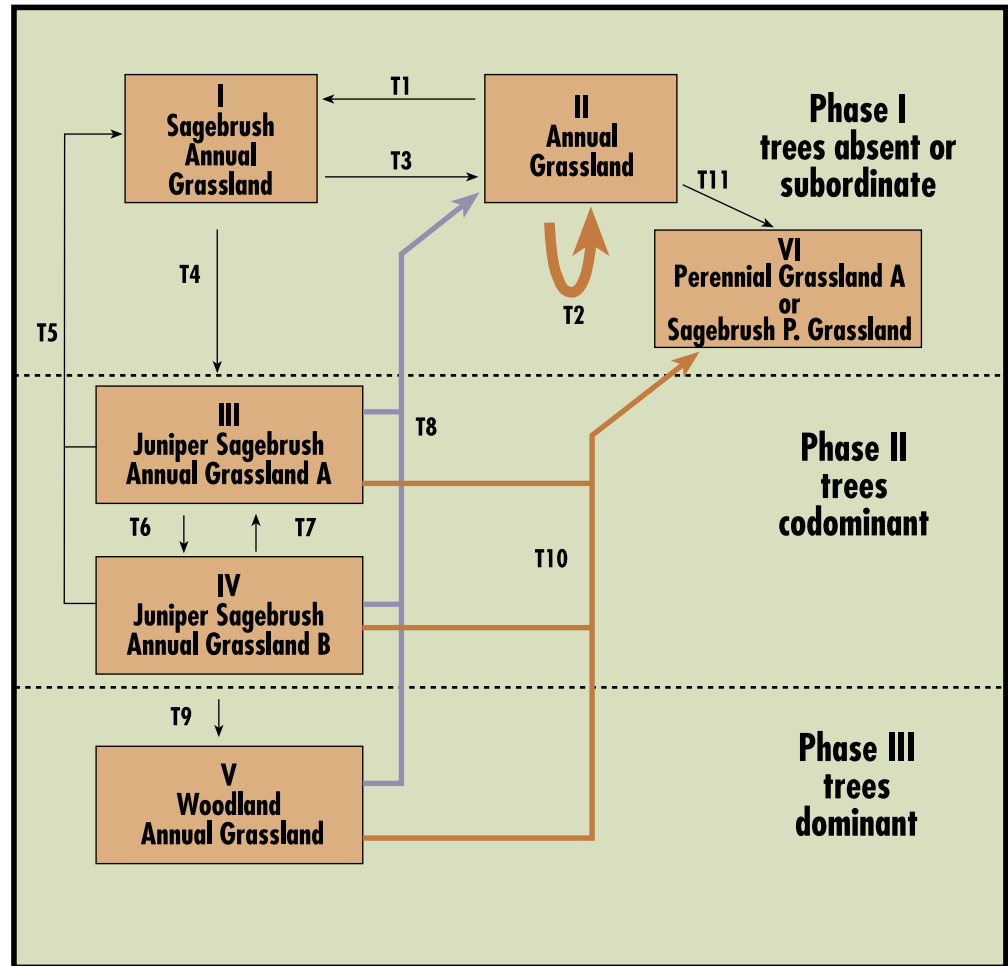 I
Sagebrush
Annual
Grassland
T1
T3
II
Annual
Grassland
T11
Phase I
trees absent or
subordinate
VI
Perennial Grassland A
or
Sagebrush P. Grassland
T2
T4
T5
III
Juniper Sagebrush
Annual Grassland A
T8
Phase II
trees
codominant
T6
T7
T10
IV
Juniper Sagebrush
Annual Grassland B
T9
V
Woodland
Annual Grassland
Phase III
trees
dominant